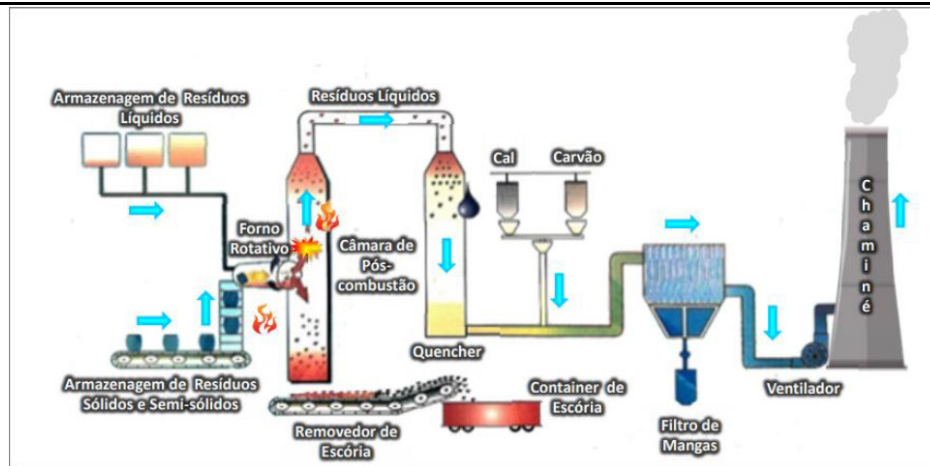 Armazenagem de Resíduos
Líquidos
Resíduos Líquidos
Cal
Carvão
Chaminé
Forno
Rotativo
Câmara de
Pós-
combustão
Quencher
Armazenagem de Resíduos
Sólidos e Semi-sólidos
Removedor de
Escória
Container de
Escória
Filtro de
Mangas
Ventilador